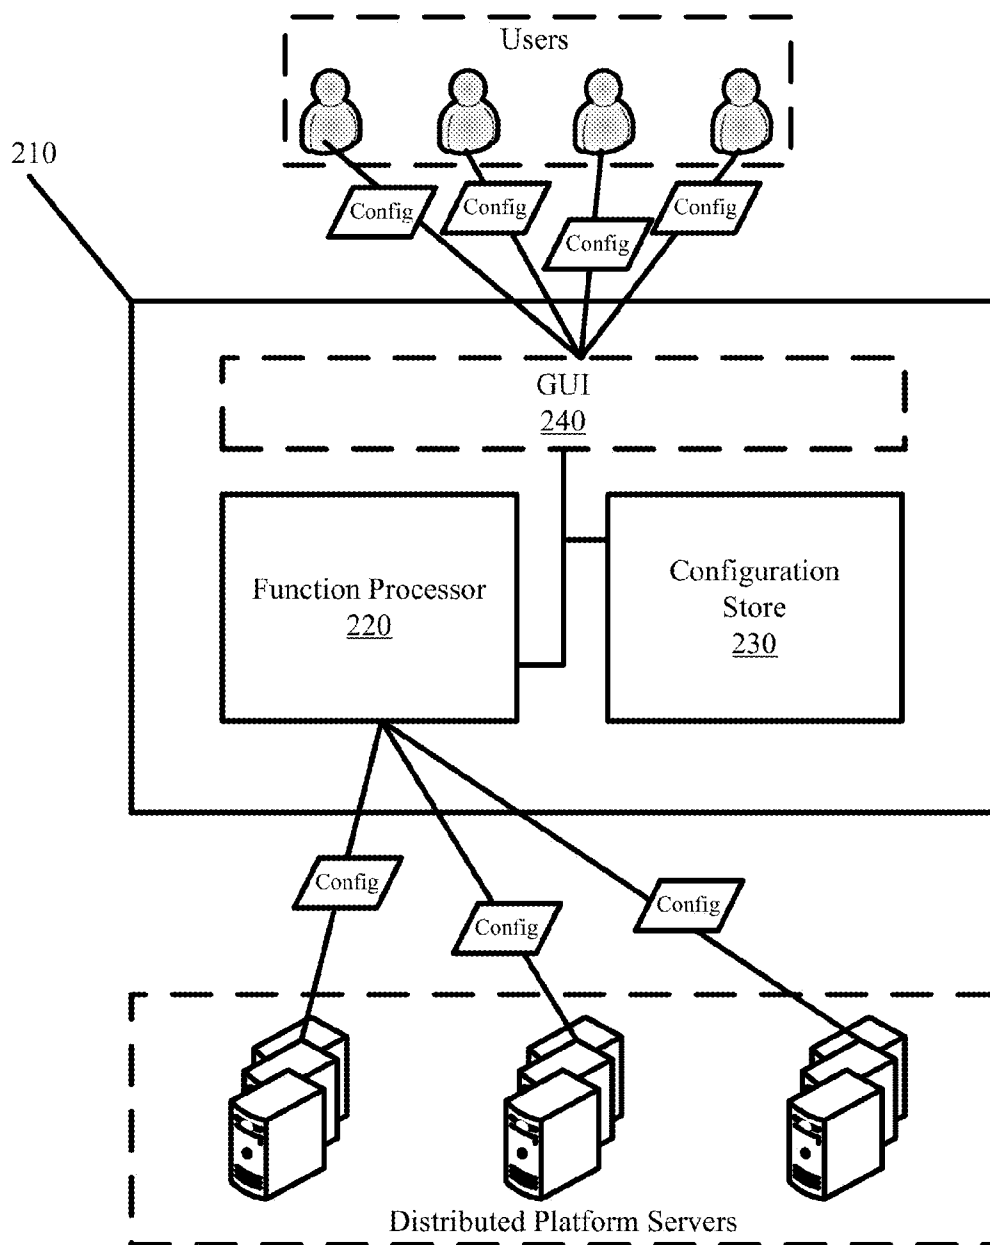 Users
210
Config
Config
Config
Config
GUI
240
Function Processor
220
Configuration
Store
230
Config
Config
Config
Distributed Platform Servers